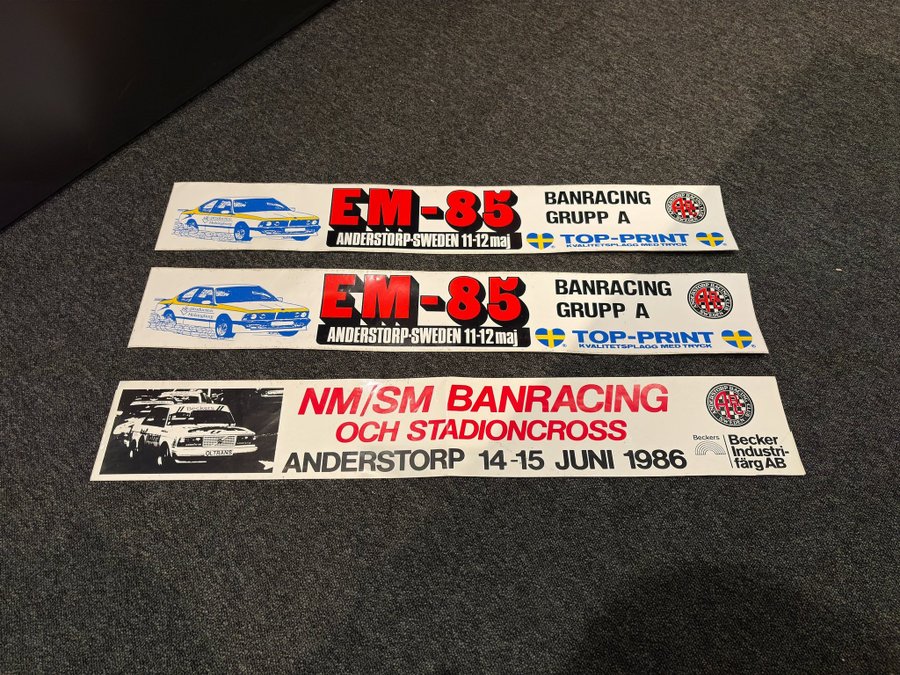 EM-85
ANDERSTORP-SWEDEN 11-12 maj
BANRACING
GRUPP A
TOP-PRINT
KVALITETSPLAGG MED TRYCK
EM-85
ANDERSTORP-SWEDEN 11-12 maj
BANRACING
GRUPP A
TOP-PRINT
KVALITETSPLAGG MED TRYCK
Beckers
OLTRANS
NM/SM BANRACING
OCH STADIONCROSS
ANDERSTORP 14-15 JUNI 1986
Beckers
Becker
Industri-
färg AB